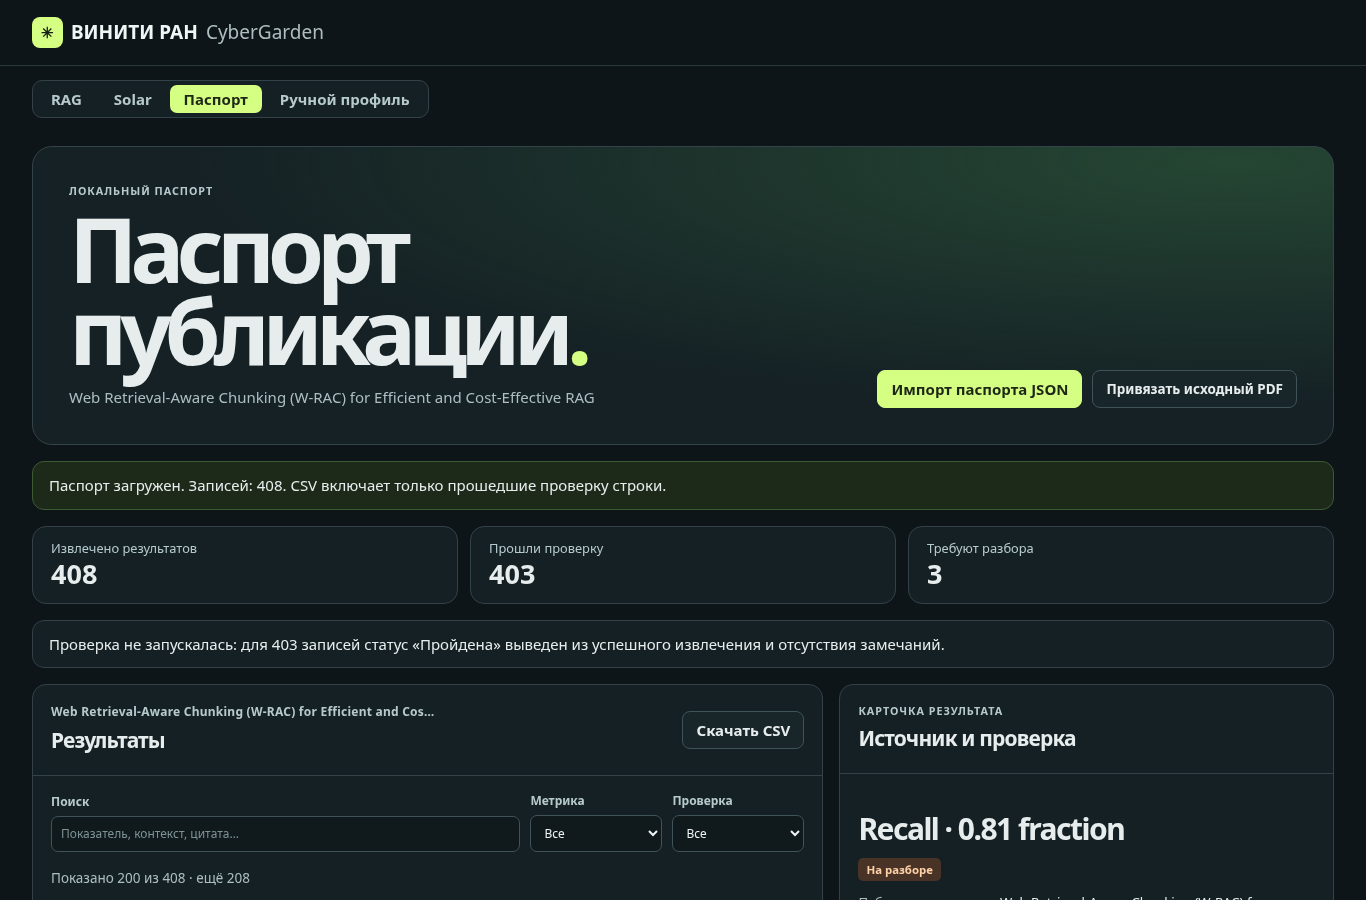 ВИНИТИ РАН CyberGarden
RAG Solar Паспорт Ручной профиль
ЛОКАЛЬНЫЙ ПАСПОРТ
Паспорт
публикации.
Web Retrieval-Aware Chunking (W-RAC) for Efficient and Cost-Effective RAG
Импорт паспорта JSON
Привязать исходный PDF
Паспорт загружен. Записей: 408. CSV включает только прошедшие проверку строки.
Извлечено результатов
408
Прошли проверку
403
Требуют разбора
3
Проверка не запускалась: для 403 записей статус «Пройдена» выведен из успешного извлечения и отсутствия замечаний.
Web Retrieval-Aware Chunking (W-RAC) for Efficient and Cos...
Результаты
Скачать CSV
Поиск
Показатель, контекст, цитата...
Метрика
Все
Проверка
Все
Показано 200 из 408 · ещё 208
КАРТОЧКА РЕЗУЛЬТАТА
Источник и проверка
Recall · 0.81 fraction
На разборе